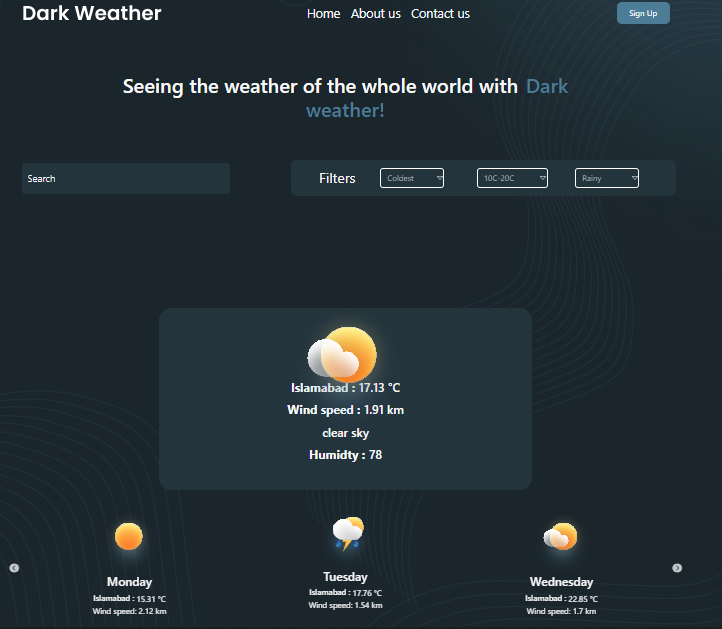 Dark Weather
Home About us Contact us
Sign Up
Seeing the weather of the whole world with Dark
weather!
Search
Filters
Coldest
10C-20C
Rainy
Islamabad : 17.13 °C
Wind speed : 1.91 km
clear sky
Humidty : 78
Monday
Islamabad : 15.31 °C
Wind speed: 2.12 km
Tuesday
Islamabad : 17.76 °C
Wind speed: 1.54 km
Wednesday
Islamabad : 22.85 °C
Wind speed: 1.7 km